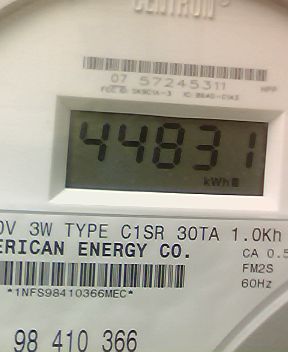 CENTRON
07 57245311 HPP
44831
kWh
0V 3W TYPE C1SR 30TA 1.0Kh
ERICAN ENERGY CO.
CA 0.5
FM2S
60Hz
*1NFS98410366MEC*
98 410 366